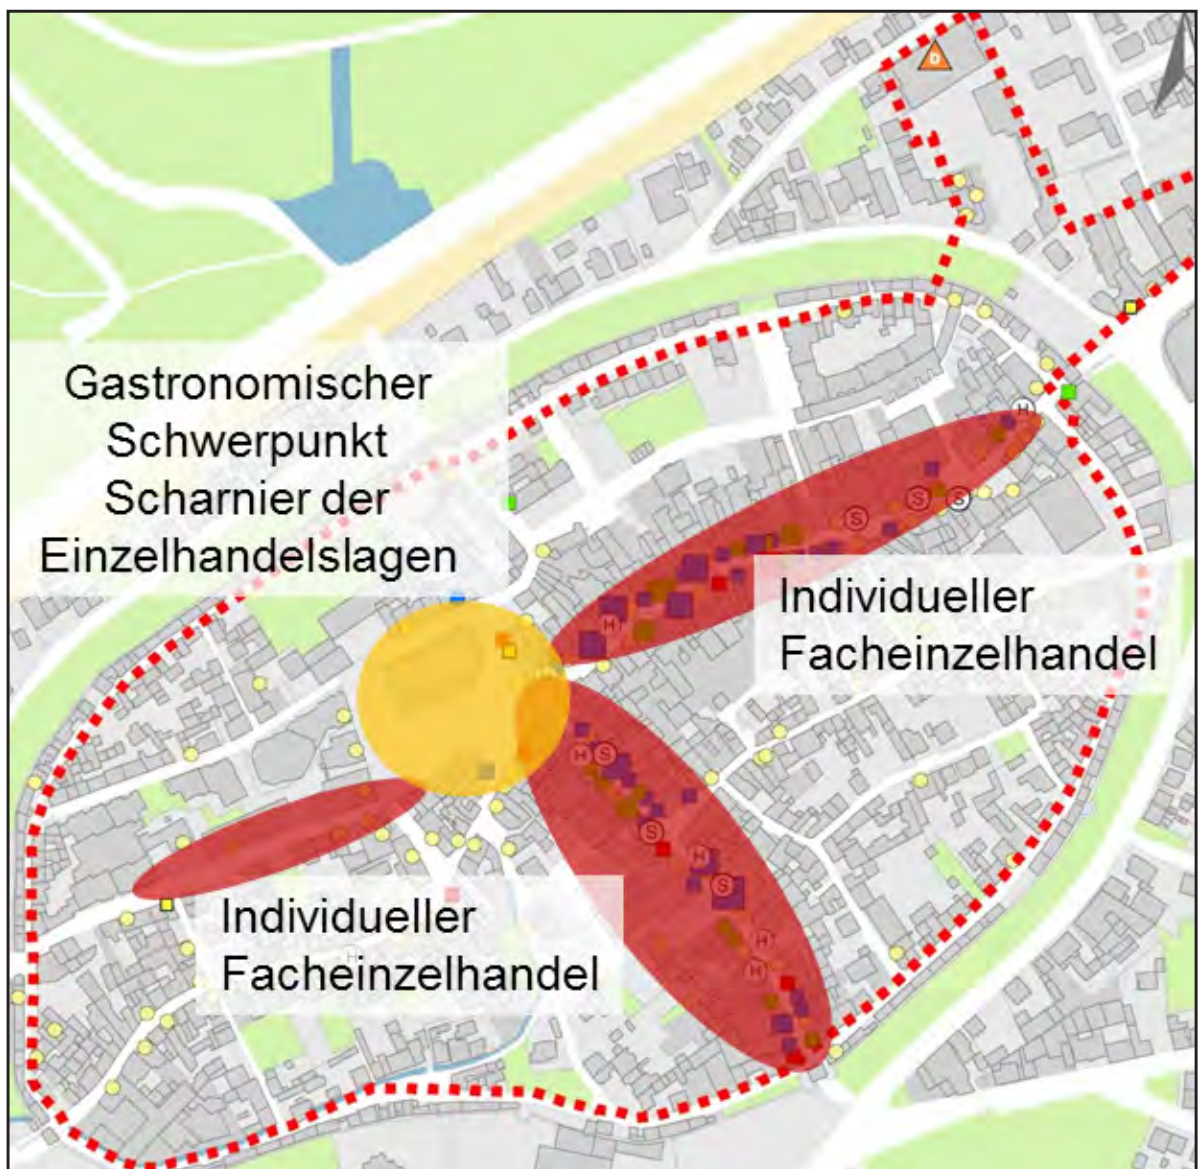 D
Gastronomischer
Schwerpunkt
Scharnier der
Einzelhandelslagen
H
S
S
S
Individueller
Facheinzelhandel
H
H
S
S
H
S
Individueller
Facheinzelhandel
H
H
H